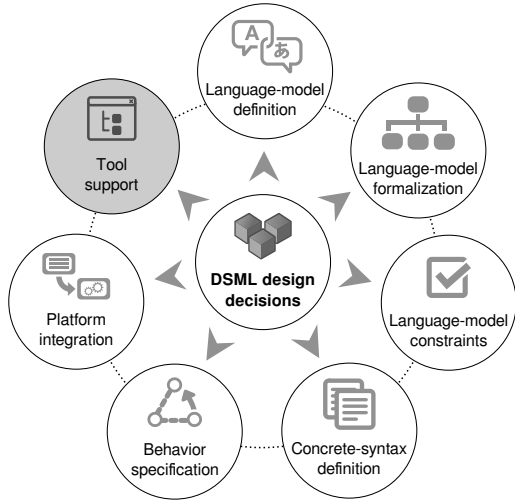 A
あ
Language-model
definition
Tool
support
Language-model
formalization
DSML design
decisions
Platform
integration
Language-model
constraints
Behavior
specification
Concrete-syntax
definition